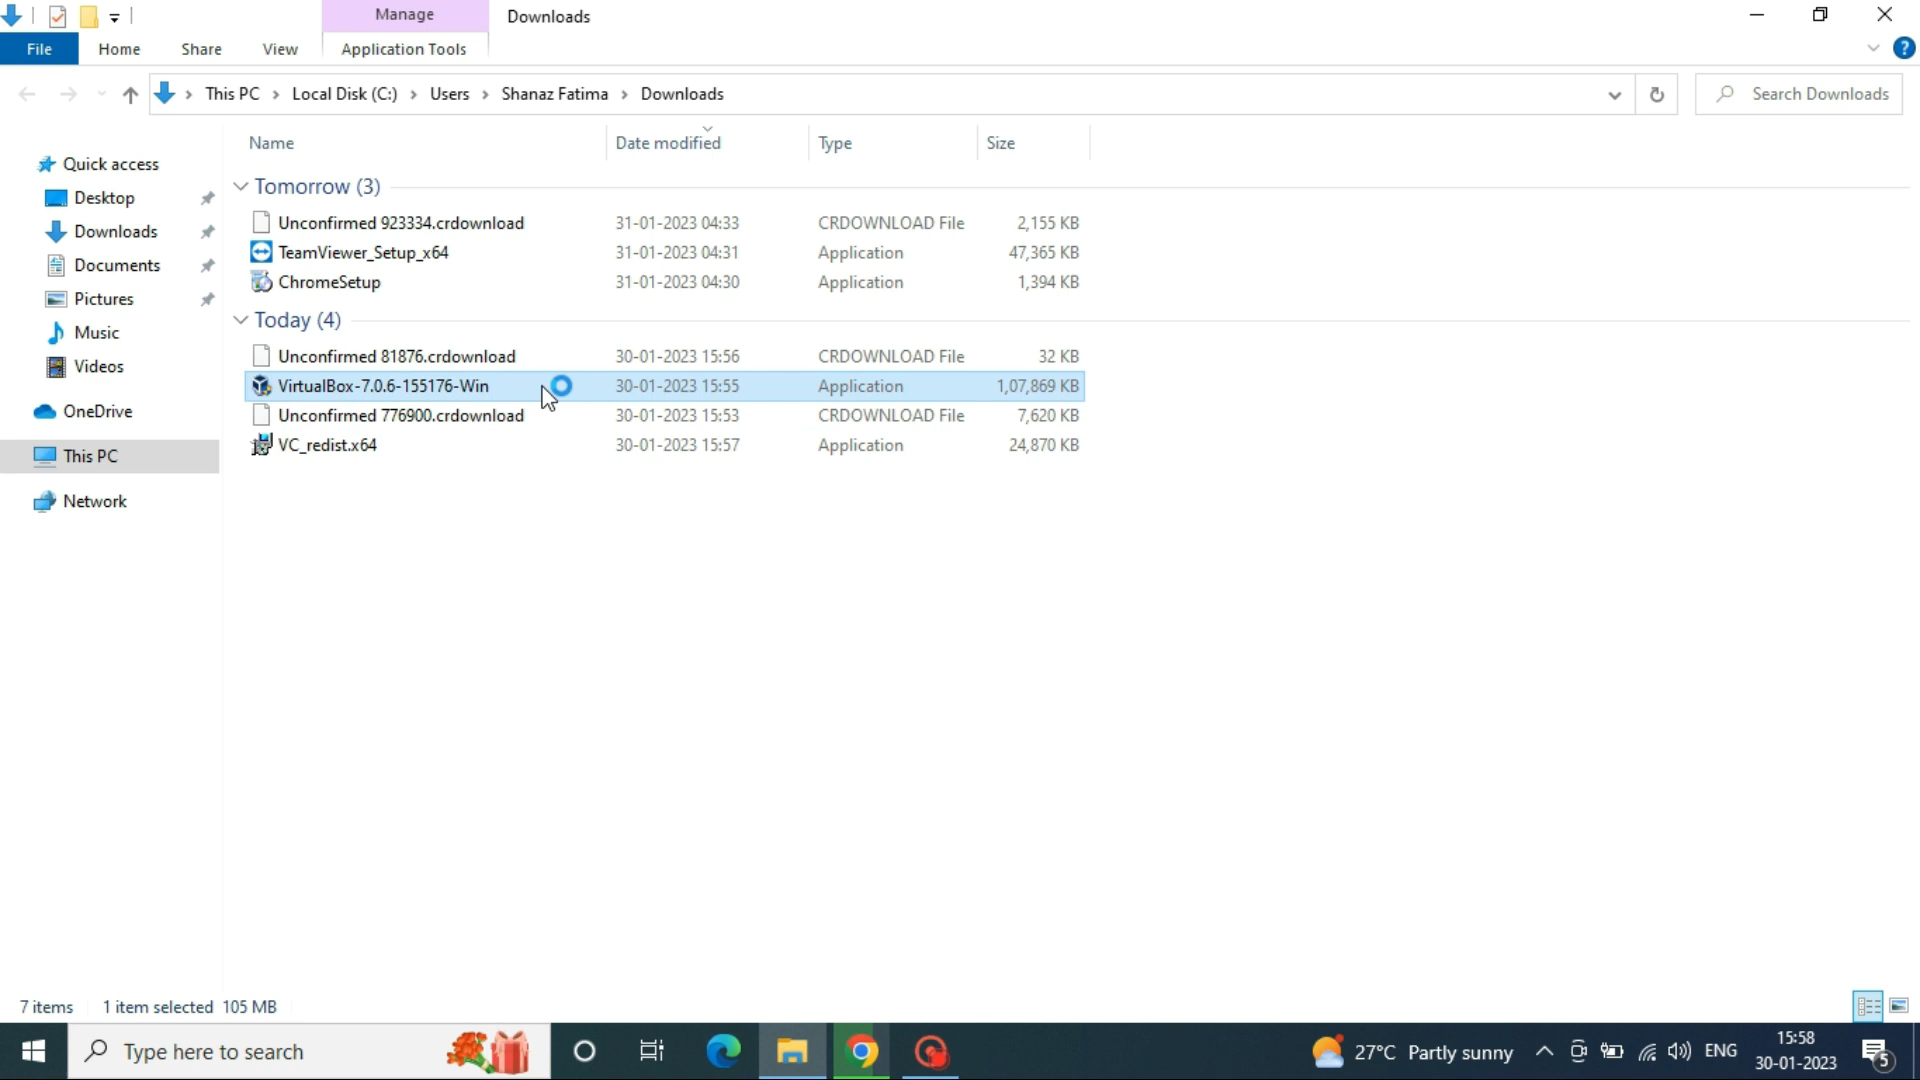 Manage
Downloads
File
Home
Share
View
Application Tools
?
This PC > Local Disk (C:) > Users > Shanaz Fatima > Downloads
Search Downloads
Name
Date modified
Type
Size
Quick access
Desktop
Downloads
Documents
Pictures
Music
Videos
OneDrive
This PC
Network
Tomorrow (3)
Unconfirmed 923334.crdownload 31-01-2023 04:33 CRDOWNLOAD File 2,155 KB
TeamViewer_Setup_x64 31-01-2023 04:31 Application 47,365 KB
ChromeSetup 31-01-2023 04:30 Application 1,394 KB
Today (4)
Unconfirmed 81876.crdownload 30-01-2023 15:56 CRDOWNLOAD File 32 KB
VirtualBox-7.0.6-155176-Win 30-01-2023 15:55 Application 1,07,869 KB
Unconfirmed 776900.crdownload 30-01-2023 15:53 CRDOWNLOAD File 7,620 KB
VC_redist.x64 30-01-2023 15:57 Application 24,870 KB
7 items 1 item selected 105 MB
Type here to search
27°C Partly sunny
ENG
15:58
30-01-2023
5